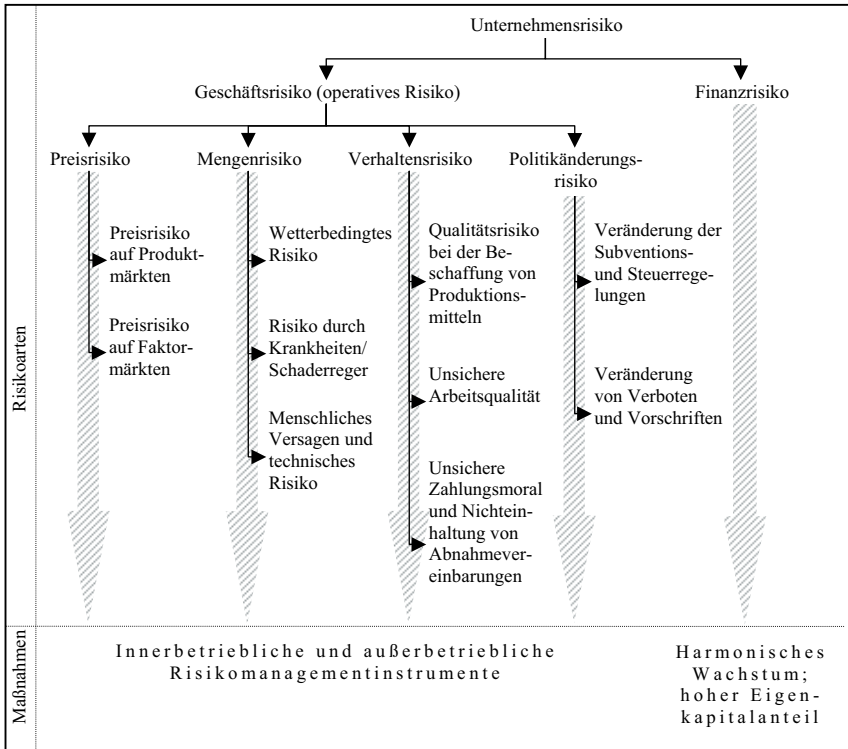 Unternehmensrisiko
Geschäftsrisiko (operatives Risiko)
Finanzrisiko
Preisrisiko
Mengenrisiko
Verhaltensrisiko
Politikänderungs-
risiko
Preisrisiko
auf Produkt-
märkten
Preisrisiko
auf Faktor-
märkten
Wetterbedingtes
Risiko
Risiko durch
Krankheiten/
Schaderreger
Menschliches
Versagen und
technisches
Risiko
Qualitätsrisiko
bei der Be-
schaffung von
Produktions-
mitteln
Unsichere
Arbeitsqualität
Unsichere
Zahlungsmoral
und Nichtein-
haltung von
Abnahmever-
einbarungen
Veränderung der
Subventions-
und Steuerrege-
lungen
Veränderung
von Verboten
und Vorschriften
Risikoarten
Maßnahmen
Innerbetriebliche und außerbetriebliche
Risikomanagementinstrumente
Harmonisches
Wachstum;
hoher Eigen-
kapitalanteil